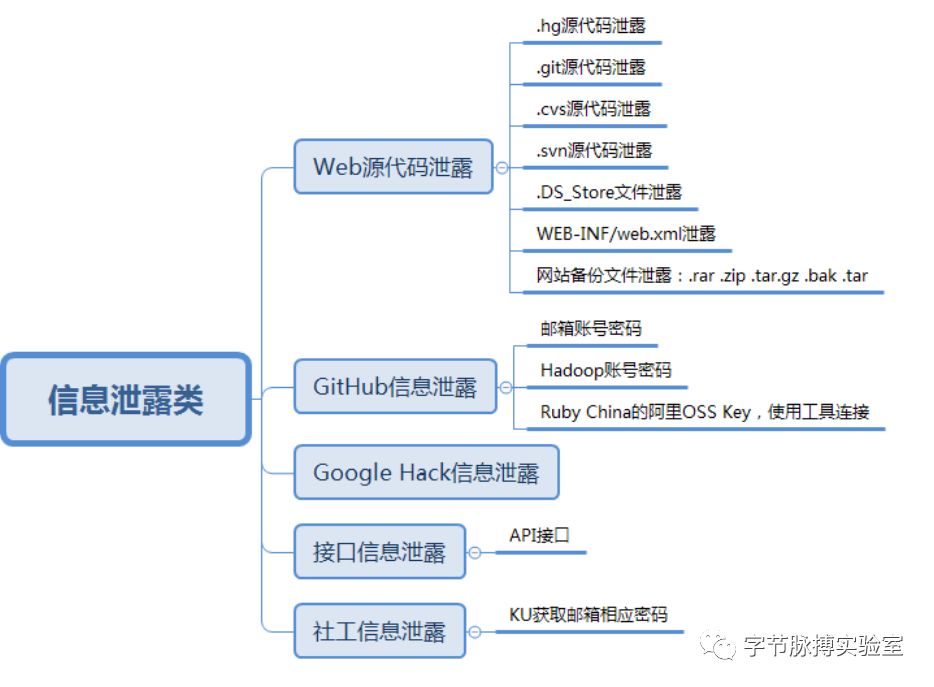 信息泄露类
Web源代码泄露
.hg源代码泄露
.git源代码泄露
.cvs源代码泄露
.svn源代码泄露
.DS_Store文件泄露
WEB-INF/web.xml泄露
网站备份文件泄露：.rar .zip .tar.gz .bak .tar
GitHub信息泄露
邮箱账号密码
Hadoop账号密码
Ruby China的阿里OSS Key，使用工具连接
Google Hack信息泄露
接口信息泄露
API接口
社工信息泄露
KU获取邮箱相应密码
字节脉搏实验室